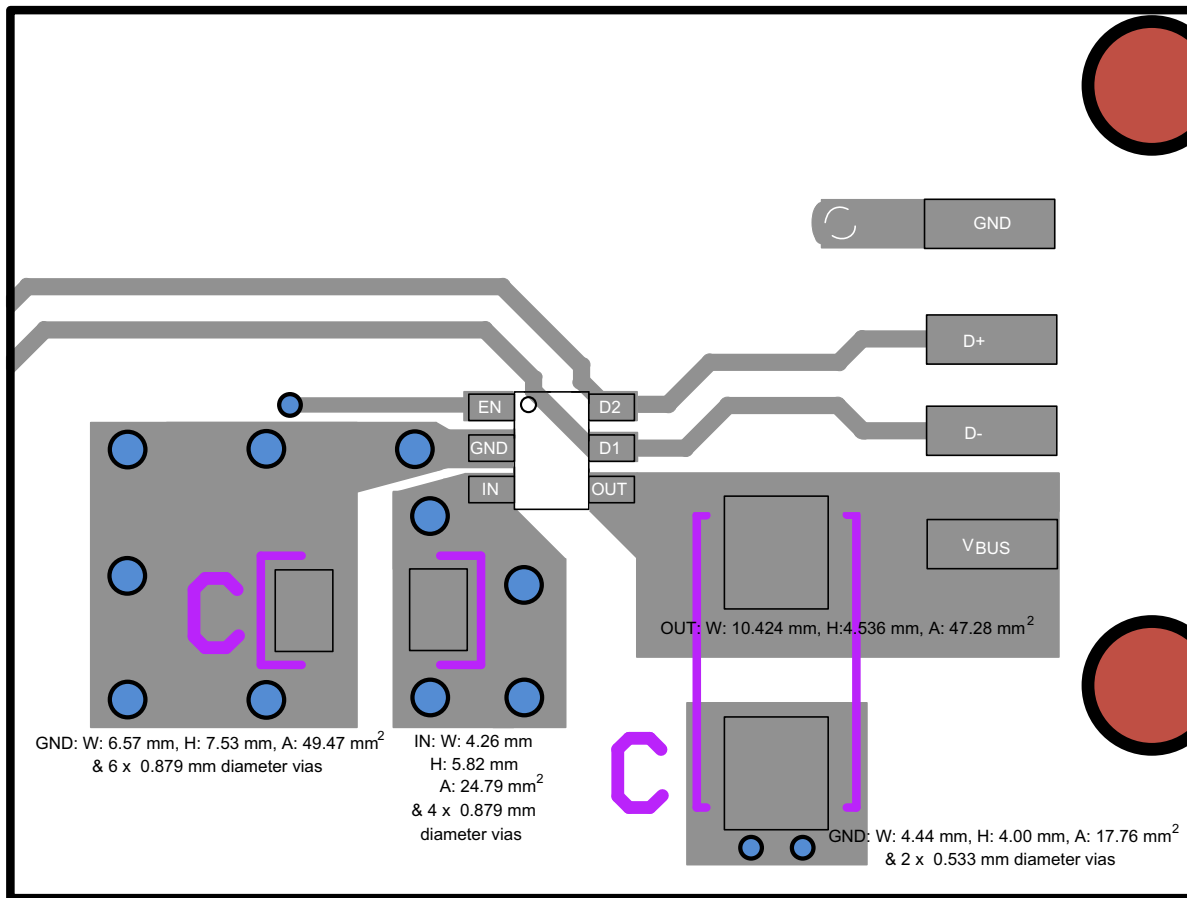 GND
D+
D-
EN
D2
GND
D1
IN
OUT
VBUS
C
OUT: W: 10.424 mm, H:4.536 mm, A: 47.28 mm2
GND: W: 6.57 mm, H: 7.53 mm, A: 49.47 mm2
& 6 x 0.879 mm diameter vias
IN: W: 4.26 mm
H: 5.82 mm
A: 24.79 mm2
& 4 x 0.879 mm
diameter vias
C
GND: W: 4.44 mm, H: 4.00 mm, A: 17.76 mm2
& 2 x 0.533 mm diameter vias